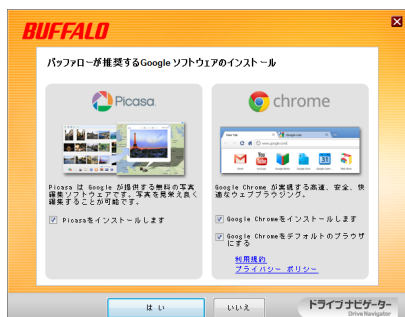 BUFFALO
バッファローが推奨するGoogle ソフトウェアのインストール
Picasa
Picasa は Google が提供する無料の写真
編集ソフトウェアです。写真を見栄え良く
編集することが可能です。
Picasaをインストールします
chrome
Google Chrome が実現する高速、安全、快
適なウェブブラウジング。
Google Chromeをインストールします
Google Chromeをデフォルトのブラウザ
にする
利用規約
プライバシー ポリシー
はい
いいえ
ドライブナビゲーター
Drive Navigator